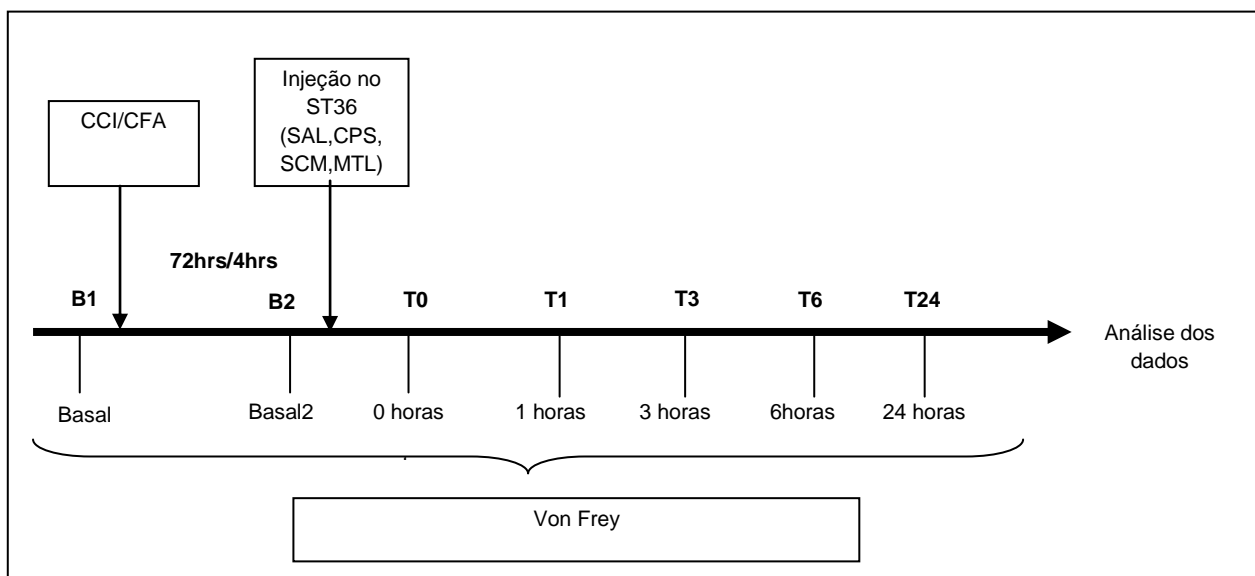 Injeção no
ST36
(SAL,CPS,
SCM,MTL)
CCI/CFA
72hrs/4hrs
B1 B2 T0 T1 T3 T6 T24
Análise dos
dados
Basal Basal2 0 horas 1 horas 3 horas 6horas 24 horas
Von Frey